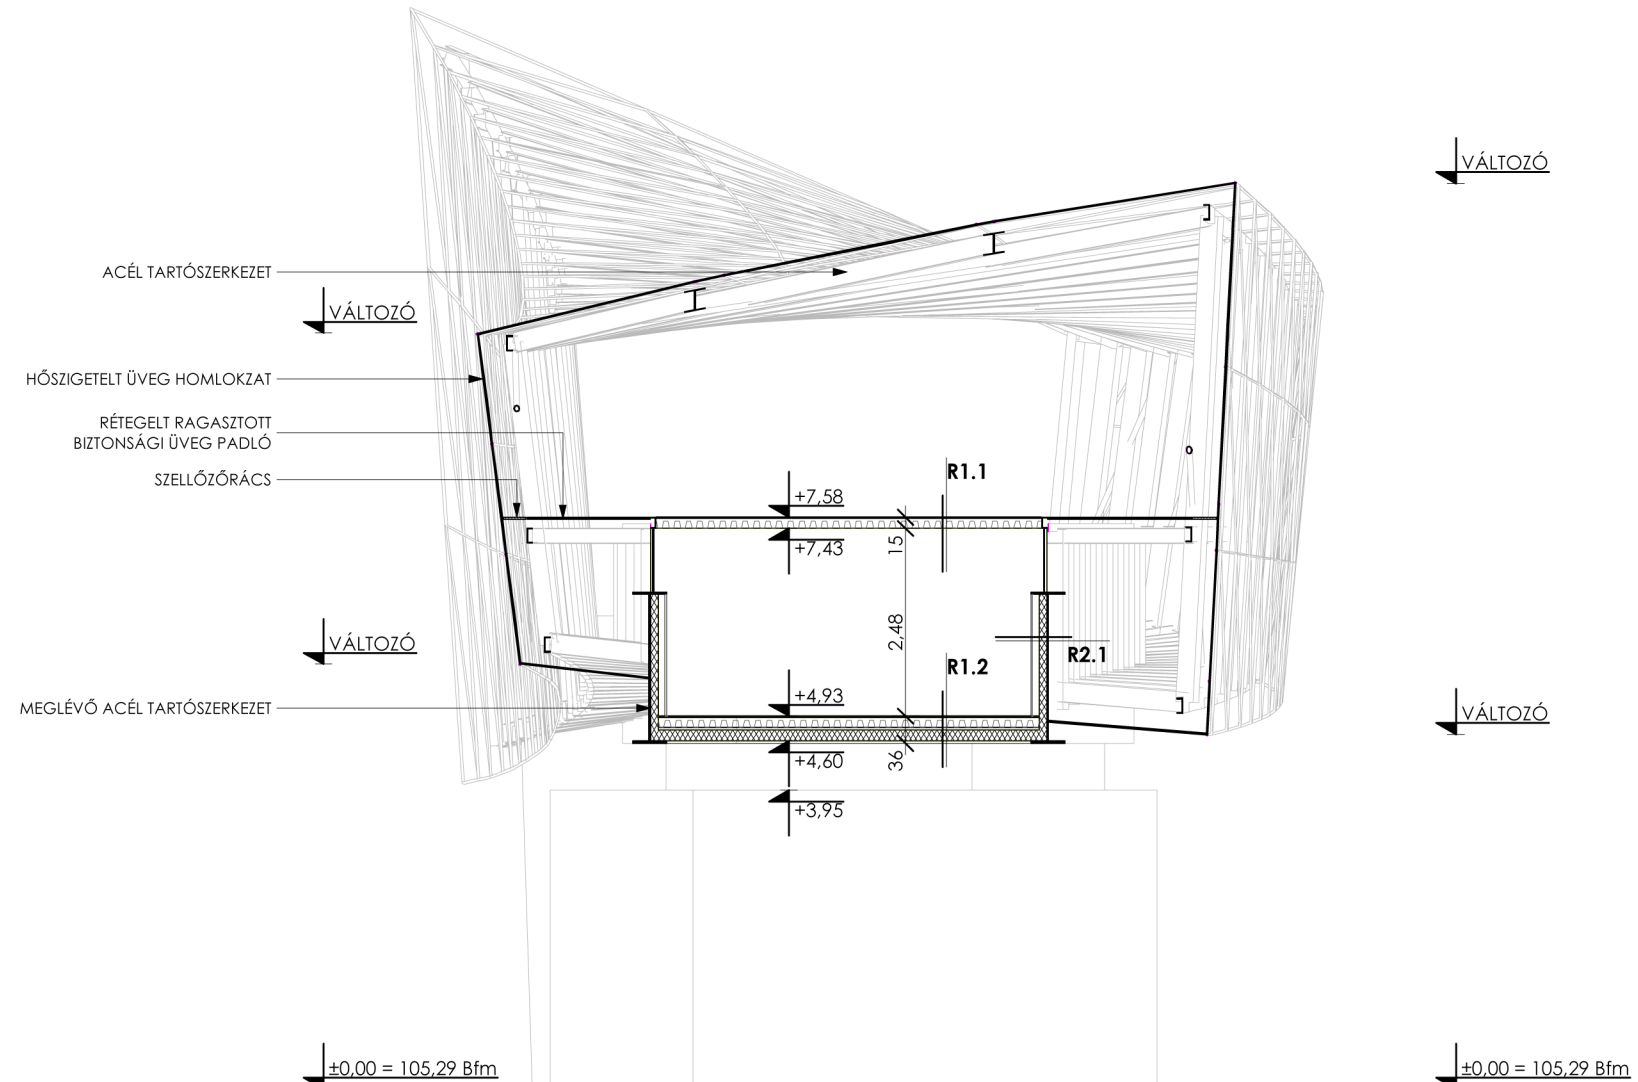 VÁLTOZÓ
ACÉL TARTÓSZERKEZET
VÁLTOZÓ
HŐSZIGETELT ÜVEG HOMLOKZAT
RÉTEGELT RAGASZTOTT
BIZTONSÁGI ÜVEG PADLÓ
SZELLŐZŐRÁCS
R1.1
+7,58
+7,43
15
2,48
VÁLTOZÓ
R2.1
R1.2
+4,93
MEGLÉVŐ ACÉL TARTÓSZERKEZET
VÁLTOZÓ
+4,60
36
+3,95
±0,00 = 105,29 Bfm
±0,00 = 105,29 Bfm